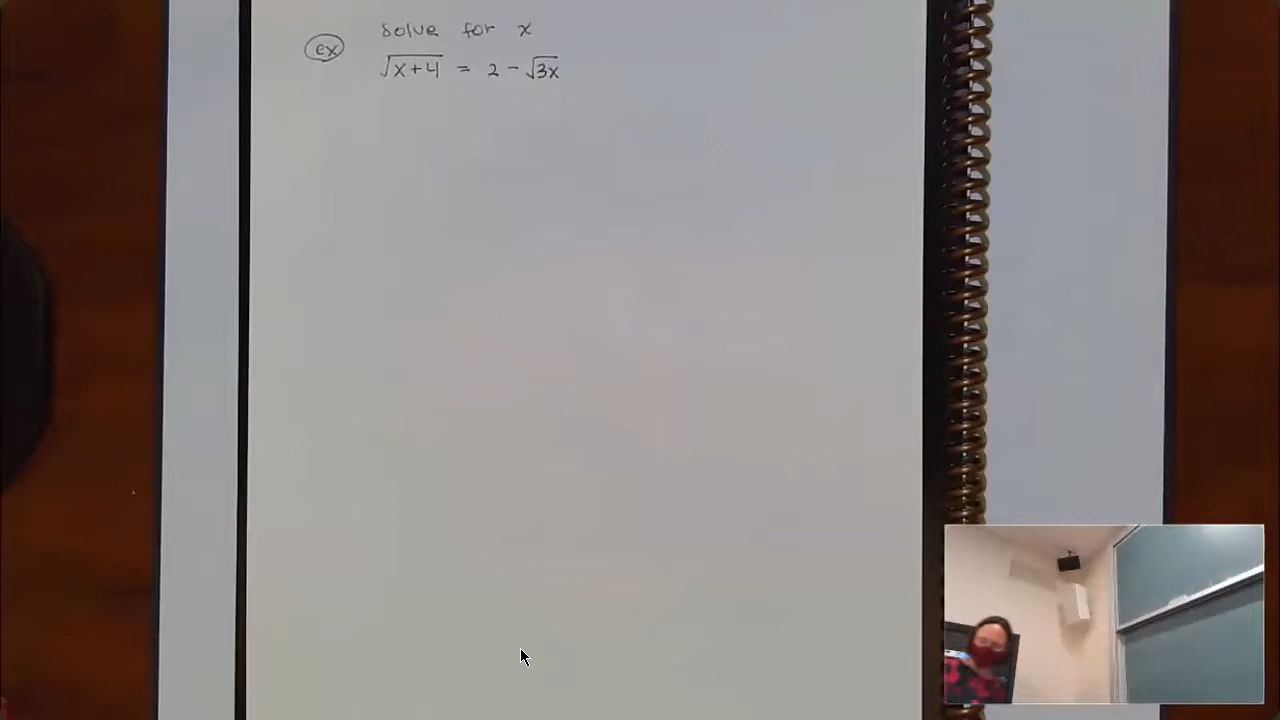 ex solve for x
√x+4 = 2 - √3x